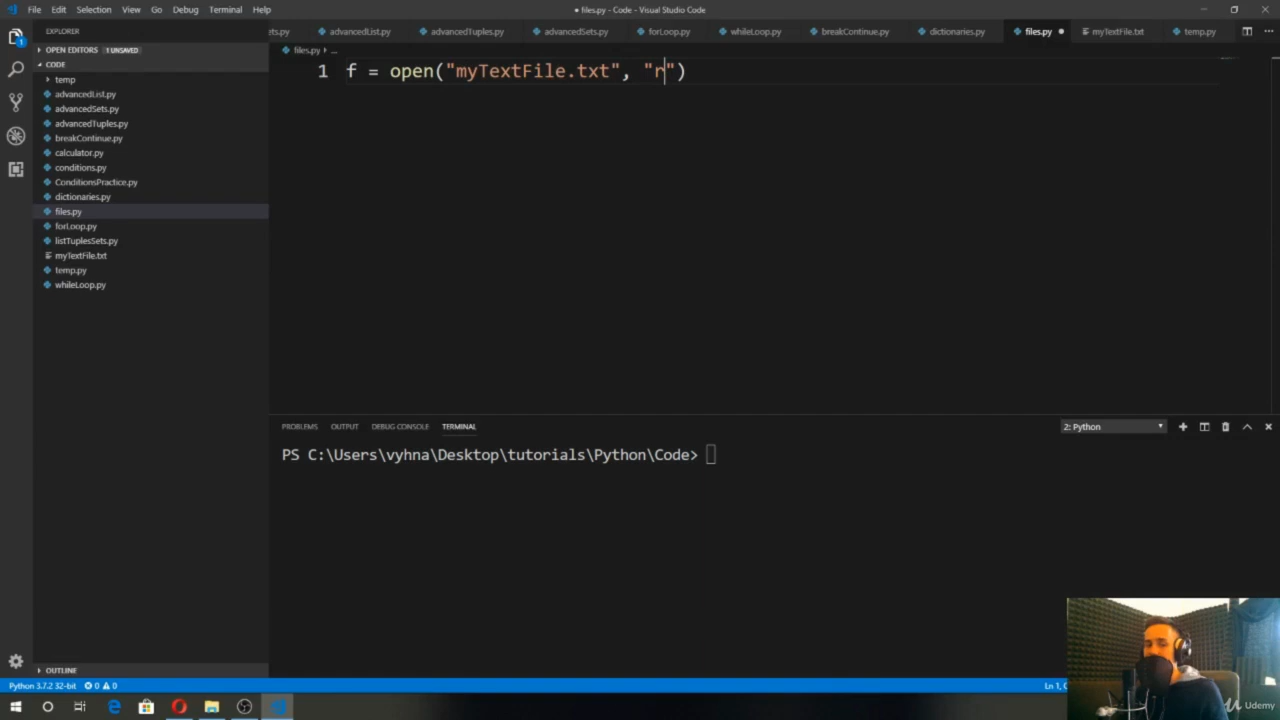 File Edit Selection View Go Debug Terminal Help
● files.py - Code - Visual Studio Code
EXPLORER
ets.py advancedList.py advancedTuples.py advancedSets.py forLoop.py whileLoop.py breakContinue.py dictionaries.py files.py ● myTextFile.txt temp.py
OPEN EDITORS 1 UNSAVED
files.py › ...
CODE
1 f = open("myTextFile.txt", "r")
temp
advancedList.py
advancedSets.py
advancedTuples.py
breakContinue.py
calculator.py
conditions.py
ConditionsPractice.py
dictionaries.py
files.py
forLoop.py
listTuplesSets.py
myTextFile.txt
temp.py
whileLoop.py
PROBLEMS OUTPUT DEBUG CONSOLE TERMINAL 2: Python
PS C:\Users\vyhna\Desktop\tutorials\Python\Code>
OUTLINE
Python 3.7.2 32-bit 0 0 Ln 1,
1
Udemy